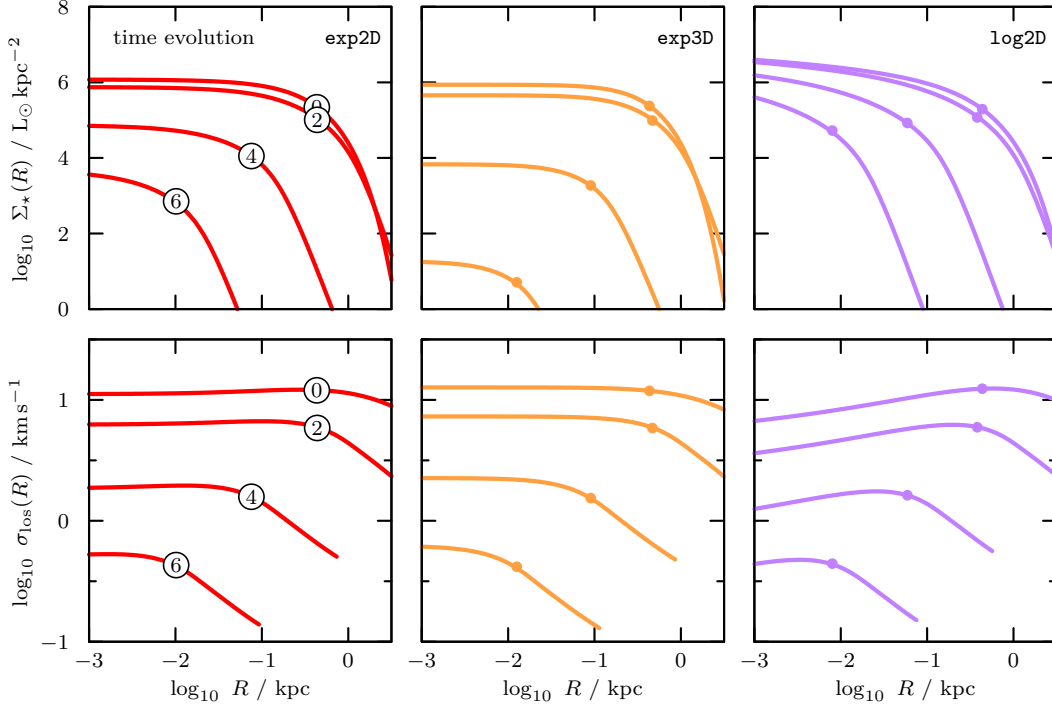 8
6
4
2
0
log₁₀ Σ⋆(R) / L⊙ kpc⁻²
time evolution
exp2D
0
2
4
6
exp3D
log2D
1
0
−1
log₁₀ σlos(R) / km s⁻¹
0
2
4
6
−3 −2 −1 0
−3 −2 −1 0
−3 −2 −1 0
log₁₀ R / kpc
log₁₀ R / kpc
log₁₀ R / kpc